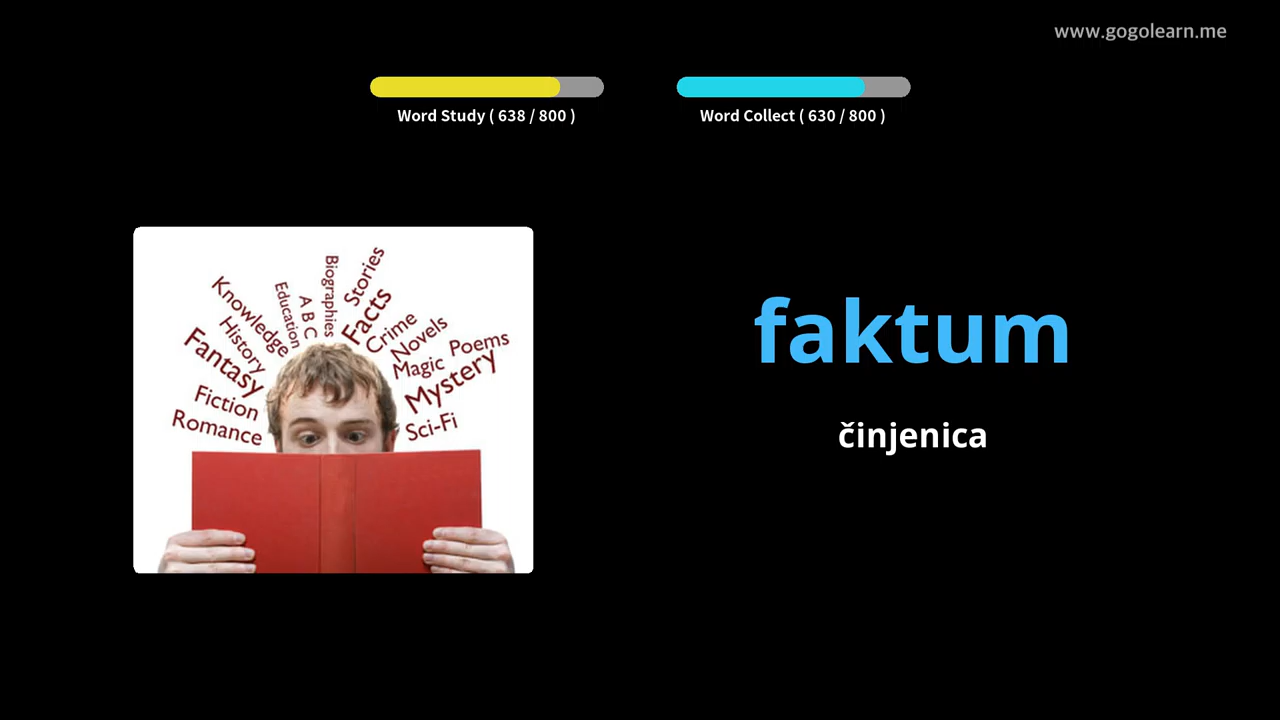 www.gogolearn.me
Word Study ( 638 / 800 )
Word Collect ( 630 / 800 )
Knowledge
Education
A B C
Biographies
Stories
Facts
Crime
Novels
Poems
Magic
Mystery
Sci-Fi
History
Fantasy
Fiction
Romance
faktum
činjenica